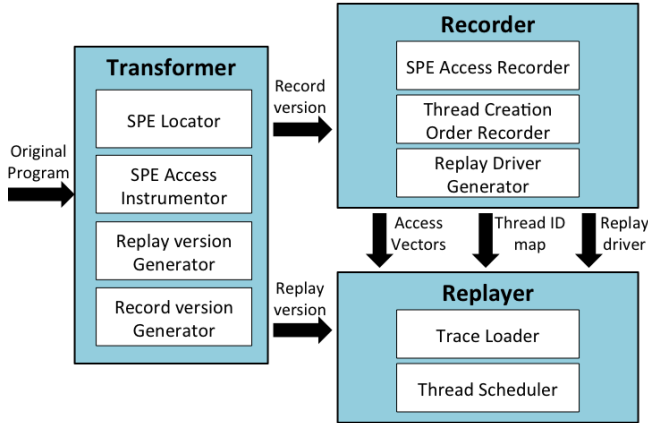 Original
Program
Transformer
SPE Locator
SPE Access
Instrumentor
Replay version
Generator
Record version
Generator
Record
version
Replay
version
Recorder
SPE Access Recorder
Thread Creation
Order Recorder
Replay Driver
Generator
Access
Vectors
Thread ID
map
Replay
driver
Replayer
Trace Loader
Thread Scheduler